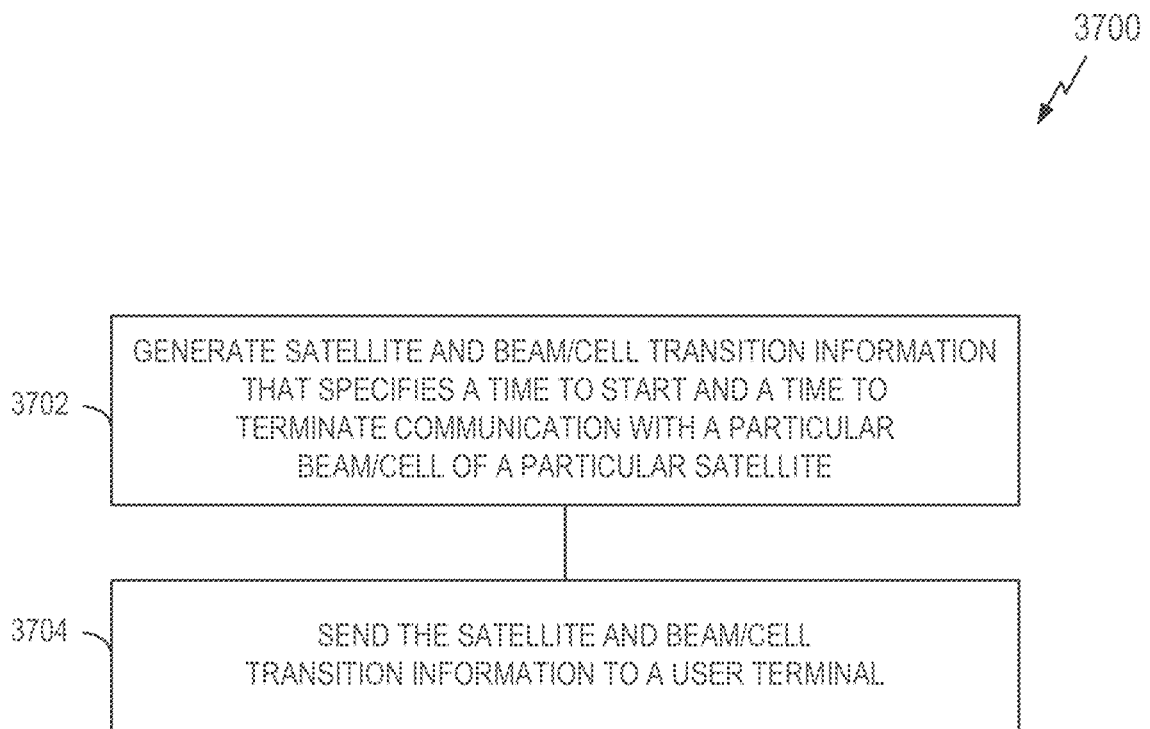 3700
GENERATE SATELLITE AND BEAM/CELL TRANSITION INFORMATION
THAT SPECIFIES A TIME TO START AND A TIME TO
TERMINATE COMMUNICATION WITH A PARTICULAR
BEAM/CELL OF A PARTICULAR SATELLITE
3702
SEND THE SATELLITE AND BEAM/CELL
TRANSITION INFORMATION TO A USER TERMINAL
3704